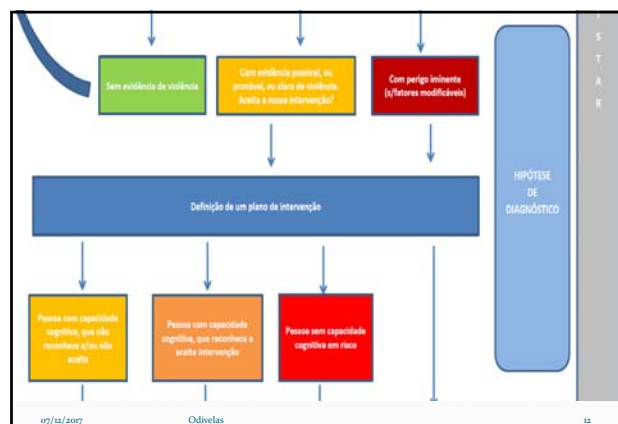 Sem evidência de violência
Com evidência possível, ou
provável, ou clara de violência.
Aceita a nossa intervenção?
Com perigo iminente
(s/fatores modificáveis)
Definição de um plano de intervenção
Pessoa com capacidade
cognitiva, que não
reconhece e/ou não
aceita
Pessoa com capacidade
cognitiva, que reconhece e
aceita intervenção
Pessoa sem capacidade
cognitiva em risco
HIPÓTESE
DE
DIAGNÓSTICO
S
T
A
R
07/12/2017
Odivelas
12